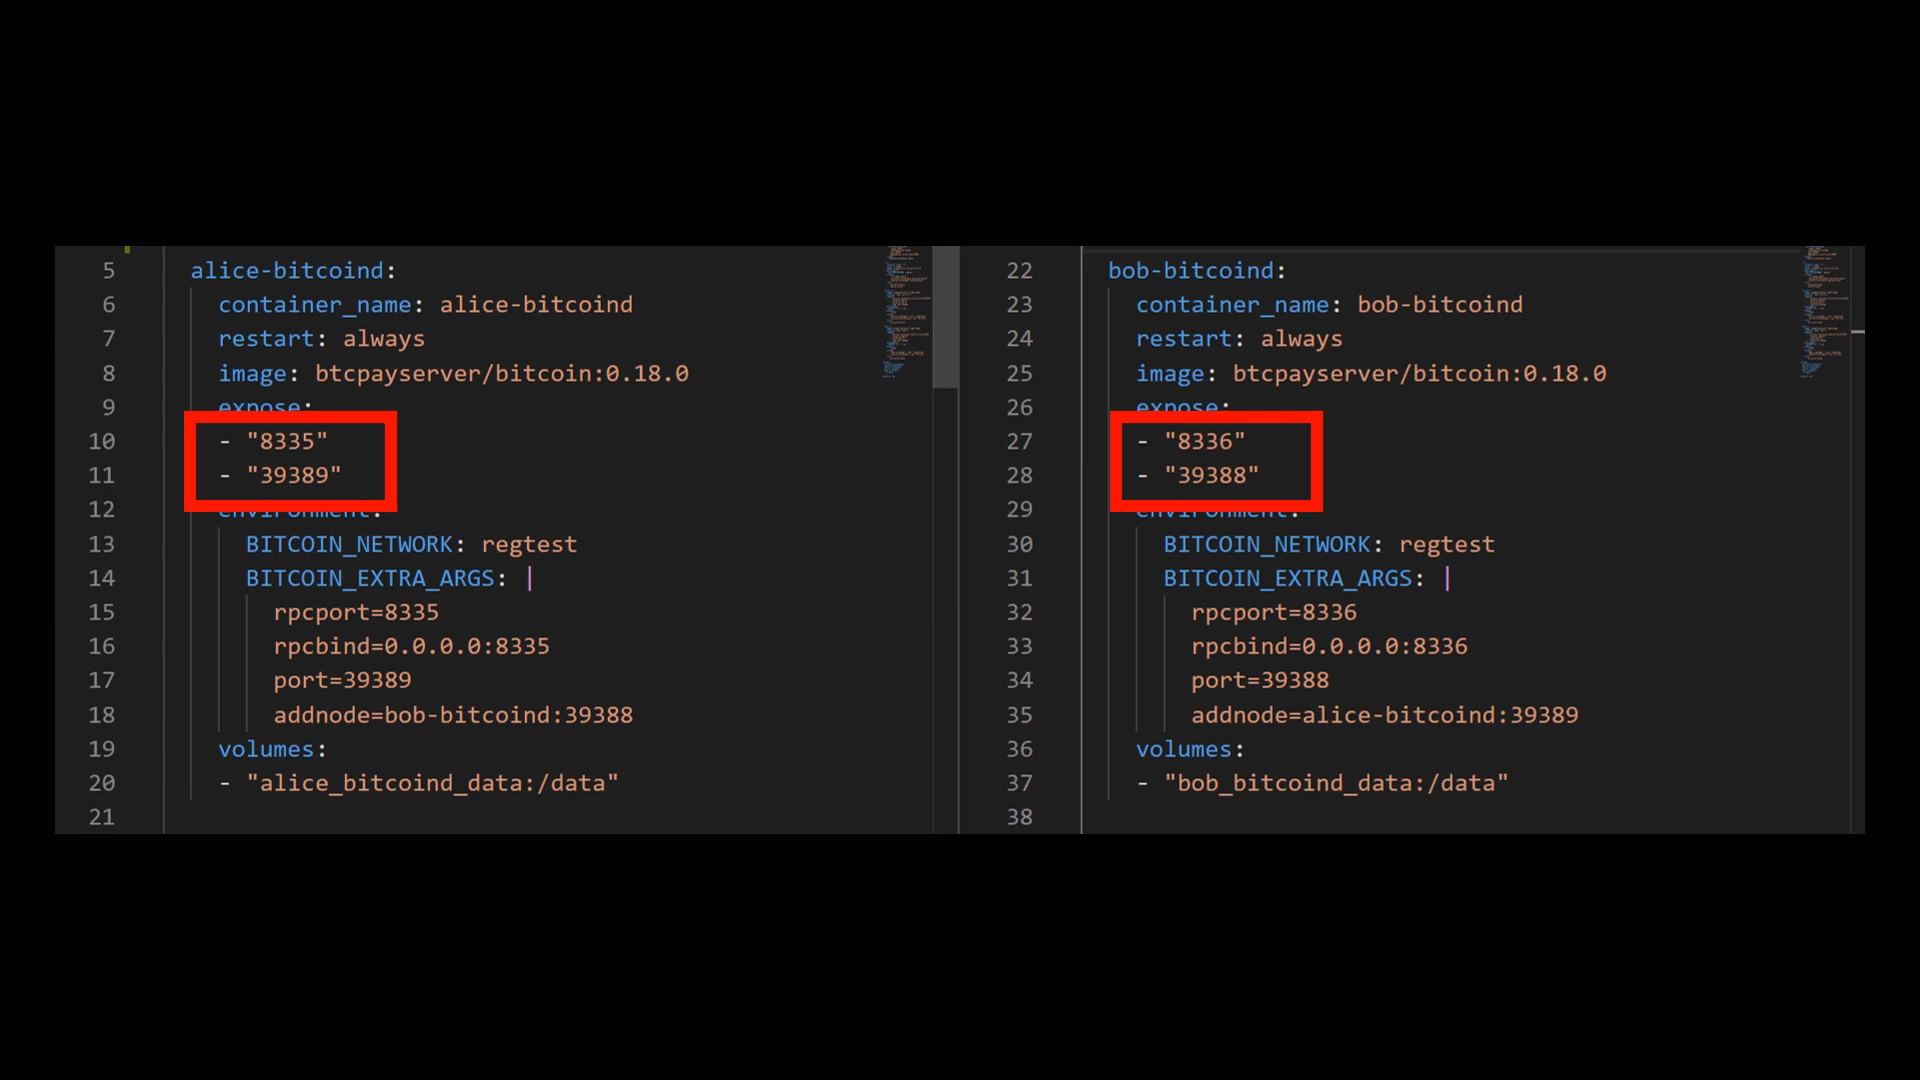 5 alice-bitcoind:
6 container_name: alice-bitcoind
7 restart: always
8 image: btcpayserver/bitcoin:0.18.0
9 expose:
10 - "8335"
11 - "39389"
12 environment:
13 BITCOIN_NETWORK: regtest
14 BITCOIN_EXTRA_ARGS: |
15 rpcport=8335
16 rpcbind=0.0.0.0:8335
17 port=39389
18 addnode=bob-bitcoind:39388
19 volumes:
20 - "alice_bitcoind_data:/data"
21
22 bob-bitcoind:
23 container_name: bob-bitcoind
24 restart: always
25 image: btcpayserver/bitcoin:0.18.0
26 expose:
27 - "8336"
28 - "39388"
29 environment:
30 BITCOIN_NETWORK: regtest
31 BITCOIN_EXTRA_ARGS: |
32 rpcport=8336
33 rpcbind=0.0.0.0:8336
34 port=39388
35 addnode=alice-bitcoind:39389
36 volumes:
37 - "bob_bitcoind_data:/data"
38